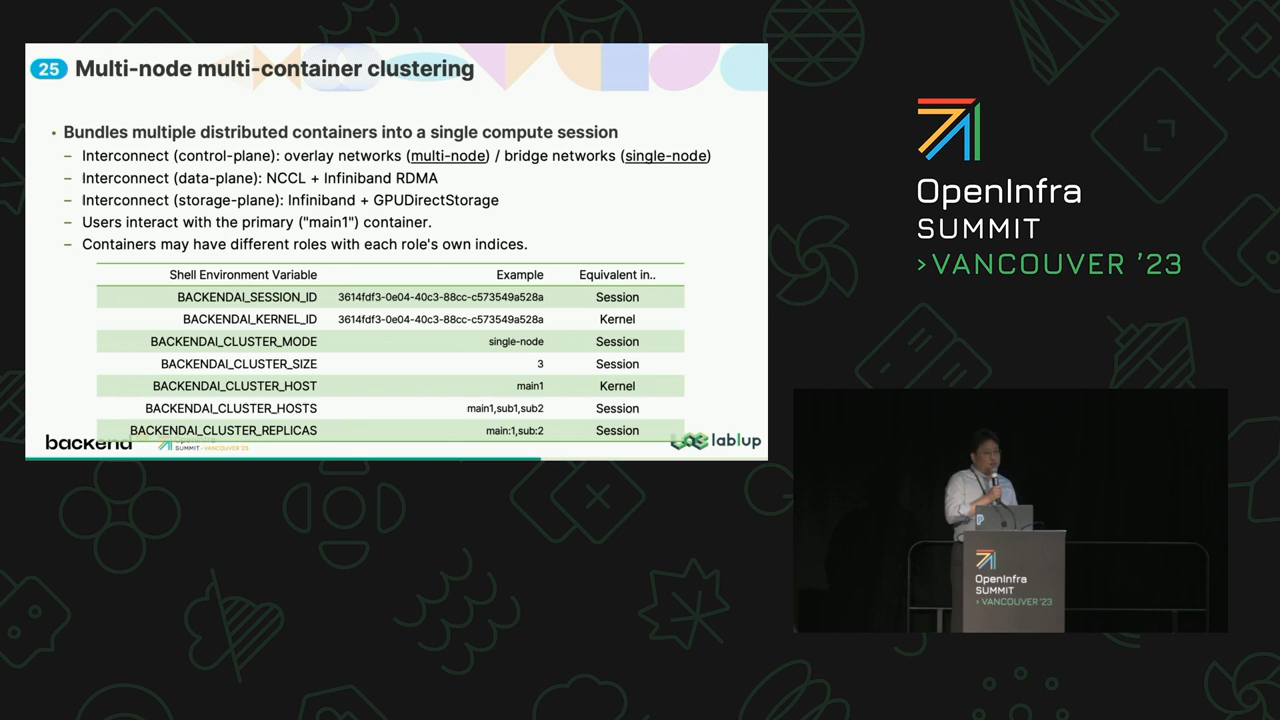 25 Multi-node multi-container clustering
• Bundles multiple distributed containers into a single compute session
– Interconnect (control-plane): overlay networks (multi-node) / bridge networks (single-node)
– Interconnect (data-plane): NCCL + Infiniband RDMA
– Interconnect (storage-plane): Infiniband + GPUDirectStorage
– Users interact with the primary ("main1") container.
– Containers may have different roles with each role's own indices.
Shell Environment Variable Example Equivalent in..
BACKENDAI_SESSION_ID 3614fdf3-0e04-40c3-88cc-c573549a528a Session
BACKENDAI_KERNEL_ID 3614fdf3-0e04-40c3-88cc-c573549a528a Kernel
BACKENDAI_CLUSTER_MODE single-node Session
BACKENDAI_CLUSTER_SIZE 3 Session
BACKENDAI_CLUSTER_HOST main1 Kernel
BACKENDAI_CLUSTER_HOSTS main1,sub1,sub2 Session
BACKENDAI_CLUSTER_REPLICAS main:1,sub:2 Session
backend
OpenInfra
SUMMIT > VANCOUVER '23
lablup
OpenInfra
SUMMIT
>VANCOUVER '23
OpenInfra
SUMMIT
> VANCOUVER '23